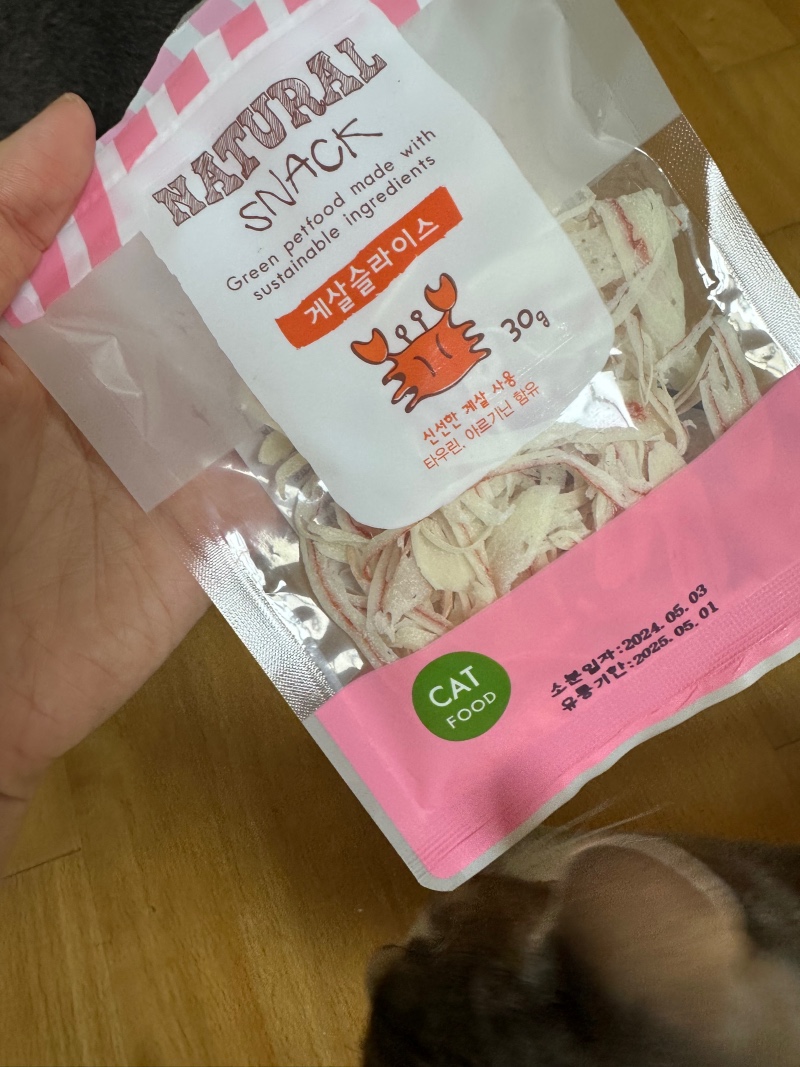 NATURAL
SNACK
Green petfood made with
sustainable ingredients
게살슬라이스
30g
신선한 게살 사용
타우린, 아르기닌 함유
CAT
FOOD
소분일자:2024.05.03
유통기한:2025.05.01